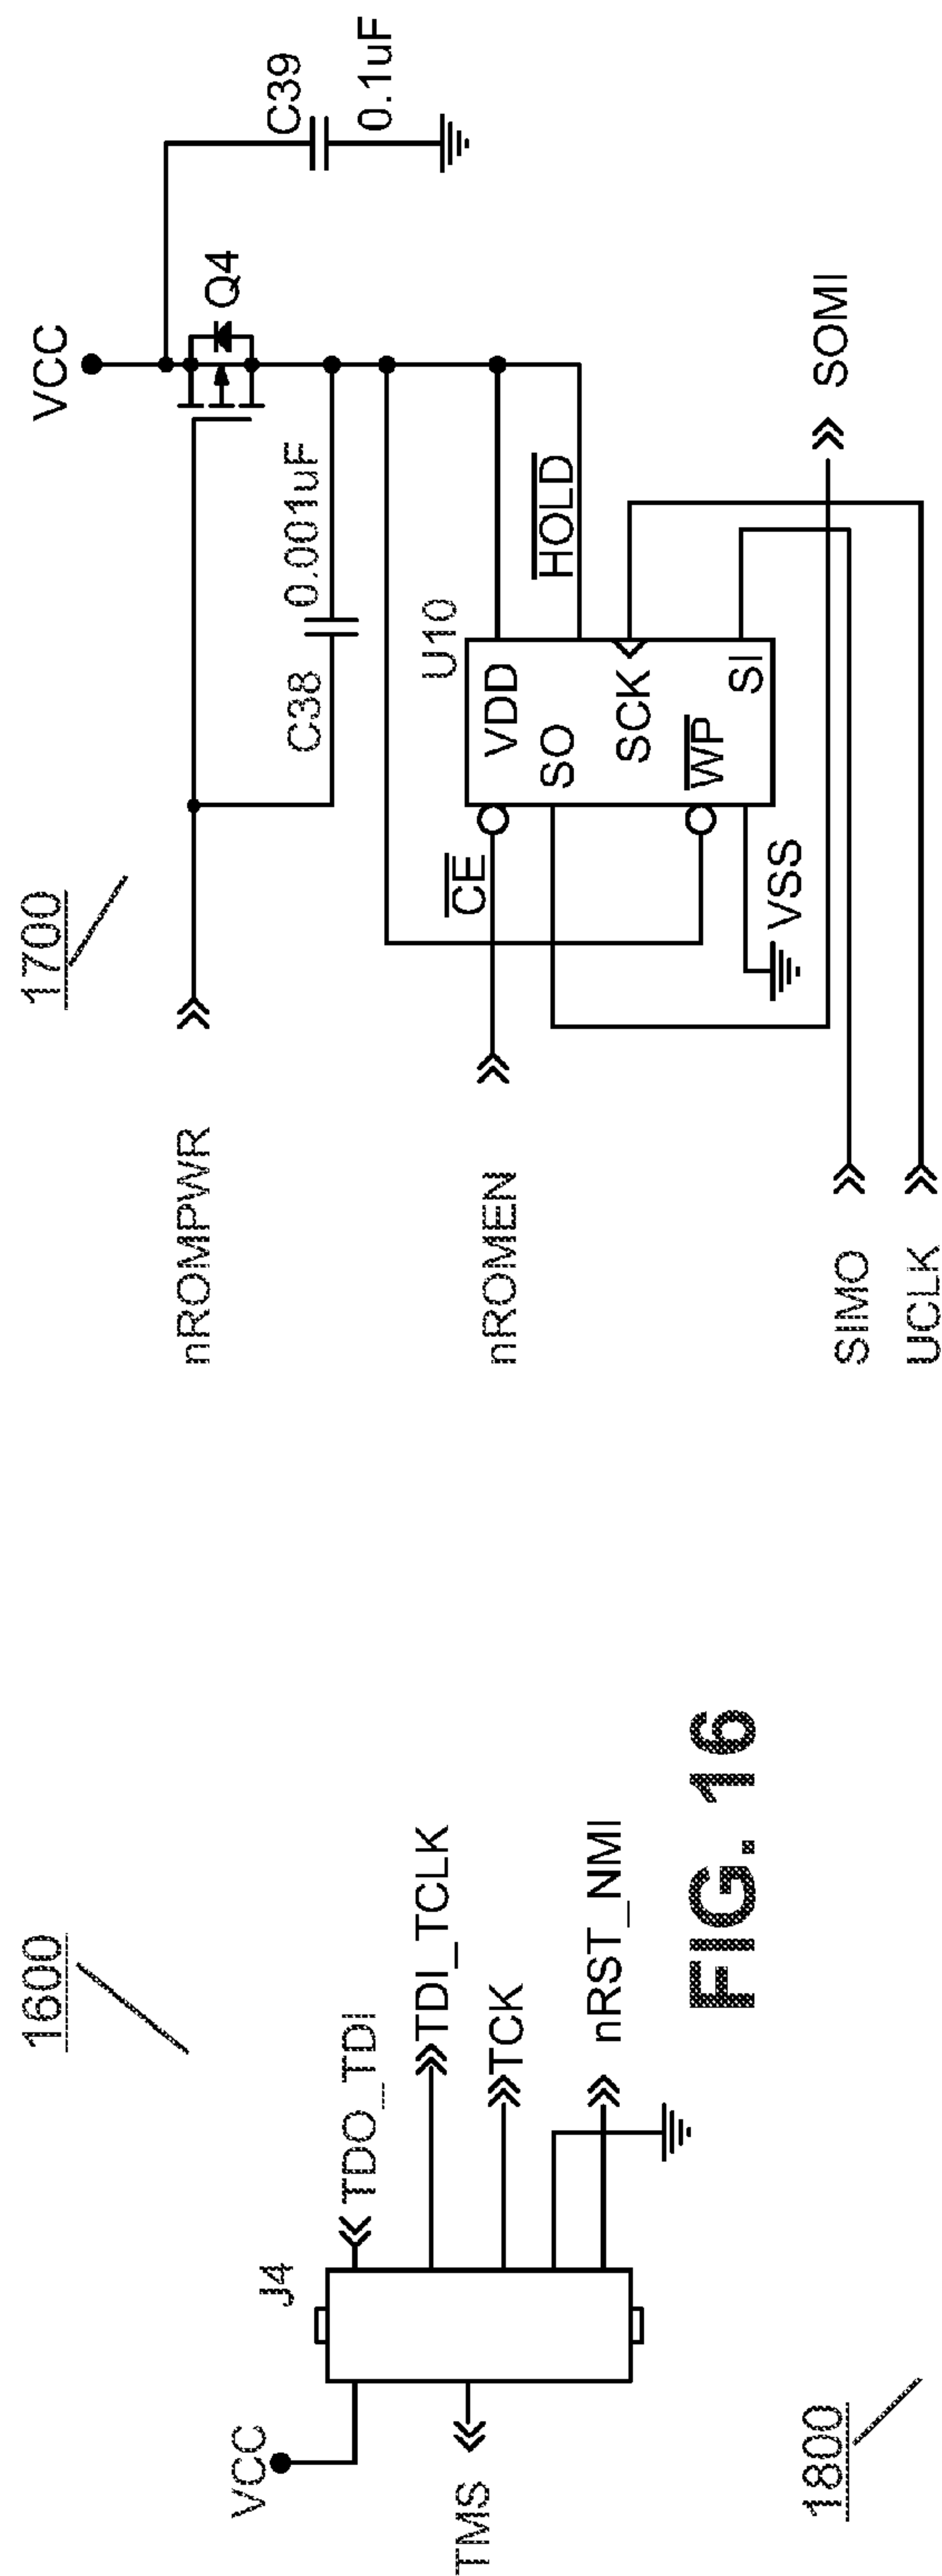 1600
VCC
J4
TDO_TDI
TDI_TCLK
TMS
TCK
nRST_NMI
FIG. 16
1800
1700
VCC
C39
0.1uF
Q4
nROMPWR
C38
0.001uF
U10
HOLD
CE
VDD
SO
SCK
WP
SI
VSS
nROMEN
SOMI
SIMO
UCLK